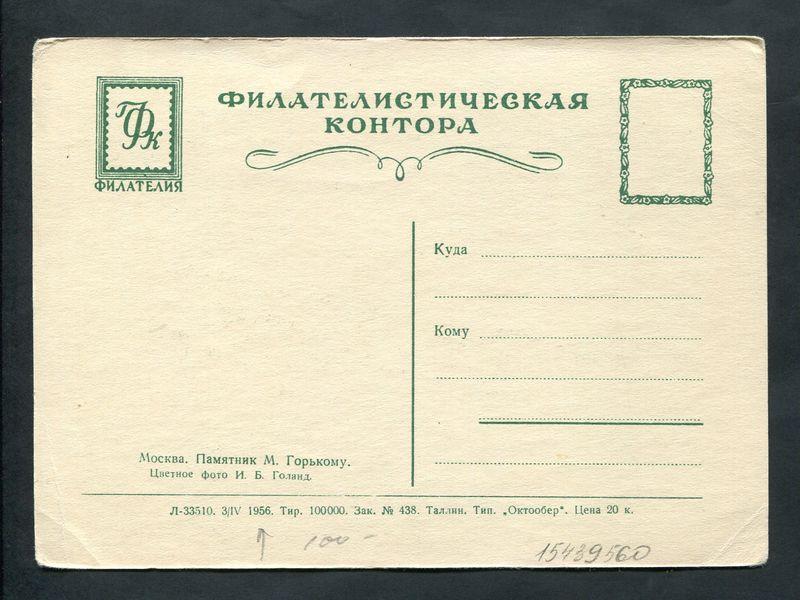 ГФК
ФИЛАТЕЛИЯ
ФИЛАТЕЛИСТИЧЕСКАЯ
КОНТОРА
Куда
Кому
Москва. Памятник М. Горькому.
Цветное фото И. Б. Голанд.
Л-33510. 3/IV 1956. Тир. 100000. Зак. № 438. Таллин. Тип. „Октообер“. Цена 20 к.
↑ 100-
15439560